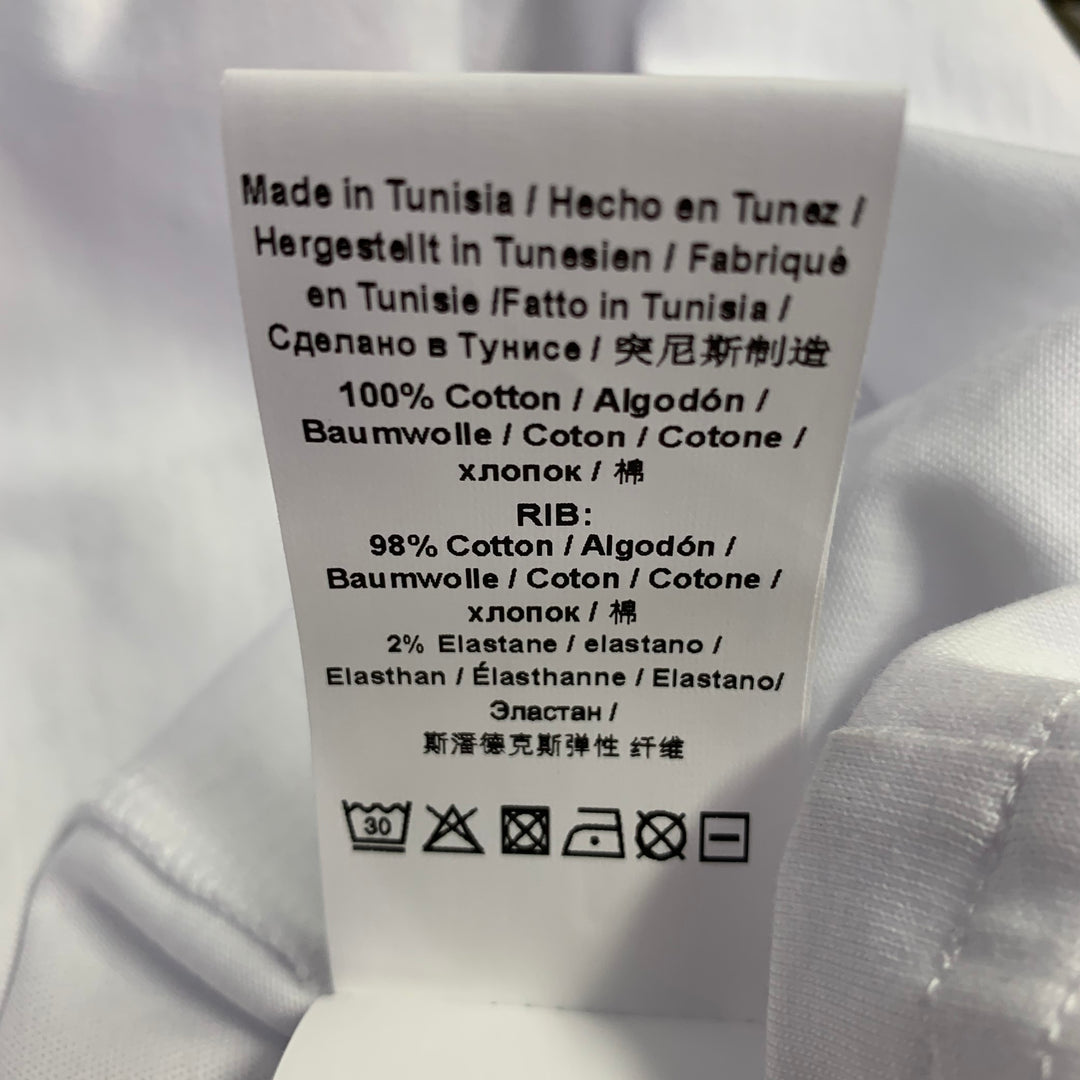 Made in Tunisia / Hecho en Tunez /
Hergestellt in Tunesien / Fabriqué
en Tunisie /Fatto in Tunisia /
Сделано в Тунисе / 突尼斯制造
100% Cotton / Algodón /
Baumwolle / Coton / Cotone /
хлопок / 棉
RIB:
98% Cotton / Algodón /
Baumwolle / Coton / Cotone /
хлопок / 棉
2% Elastane / elastano /
Elasthan / Élasthanne / Elastano/
Эластан /
斯潘德克斯弹性 纤维
30